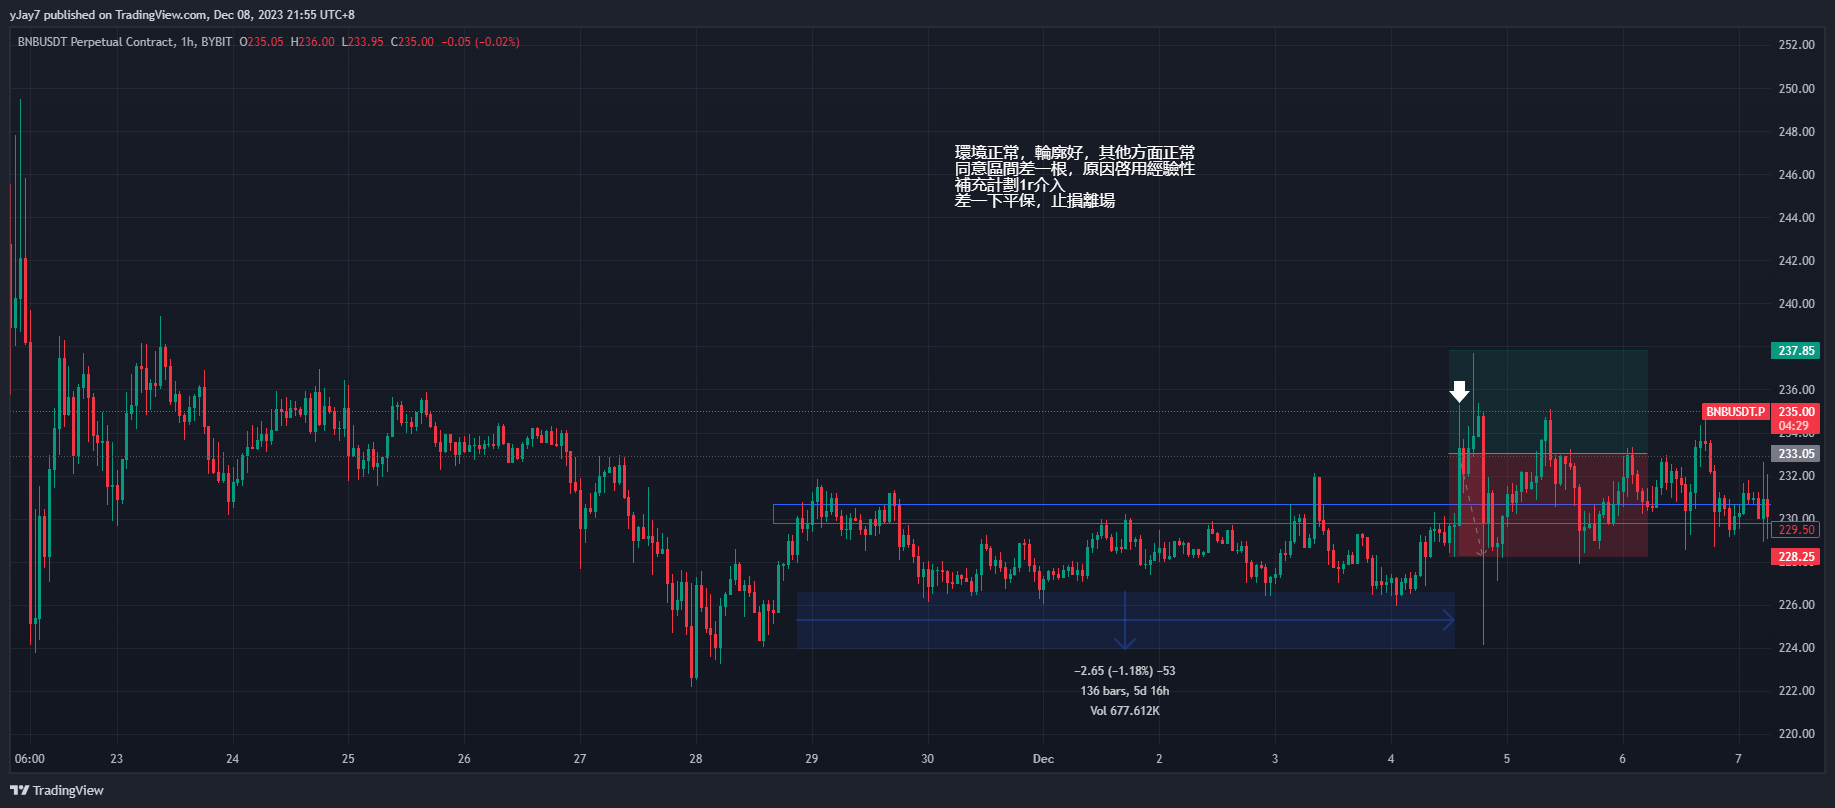 yJay7 published on TradingView.com, Dec 08, 2023 21:55 UTC+8
BNBUSDT Perpetual Contract, 1h, BYBIT O235.05 H236.00 L233.95 C235.00 −0.05 (−0.02%)
252.00
250.00
248.00
環境正常，輪廓好，其他方面正常
同意區間差一根，原因啓用經驗性
補充計劃1r介入
差一下平保，止損離場
246.00
244.00
242.00
240.00
237.85
236.00
BNBUSDT.P 235.00
04:29
234.00
233.05
232.00
230.00
229.50
228.25
226.00
224.00
−2.65 (−1.18%) −53
136 bars, 5d 16h
Vol 677.612K
222.00
220.00
06:00 23 24 25 26 27 28 29 30 Dec 2 3 4 5 6 7
TradingView